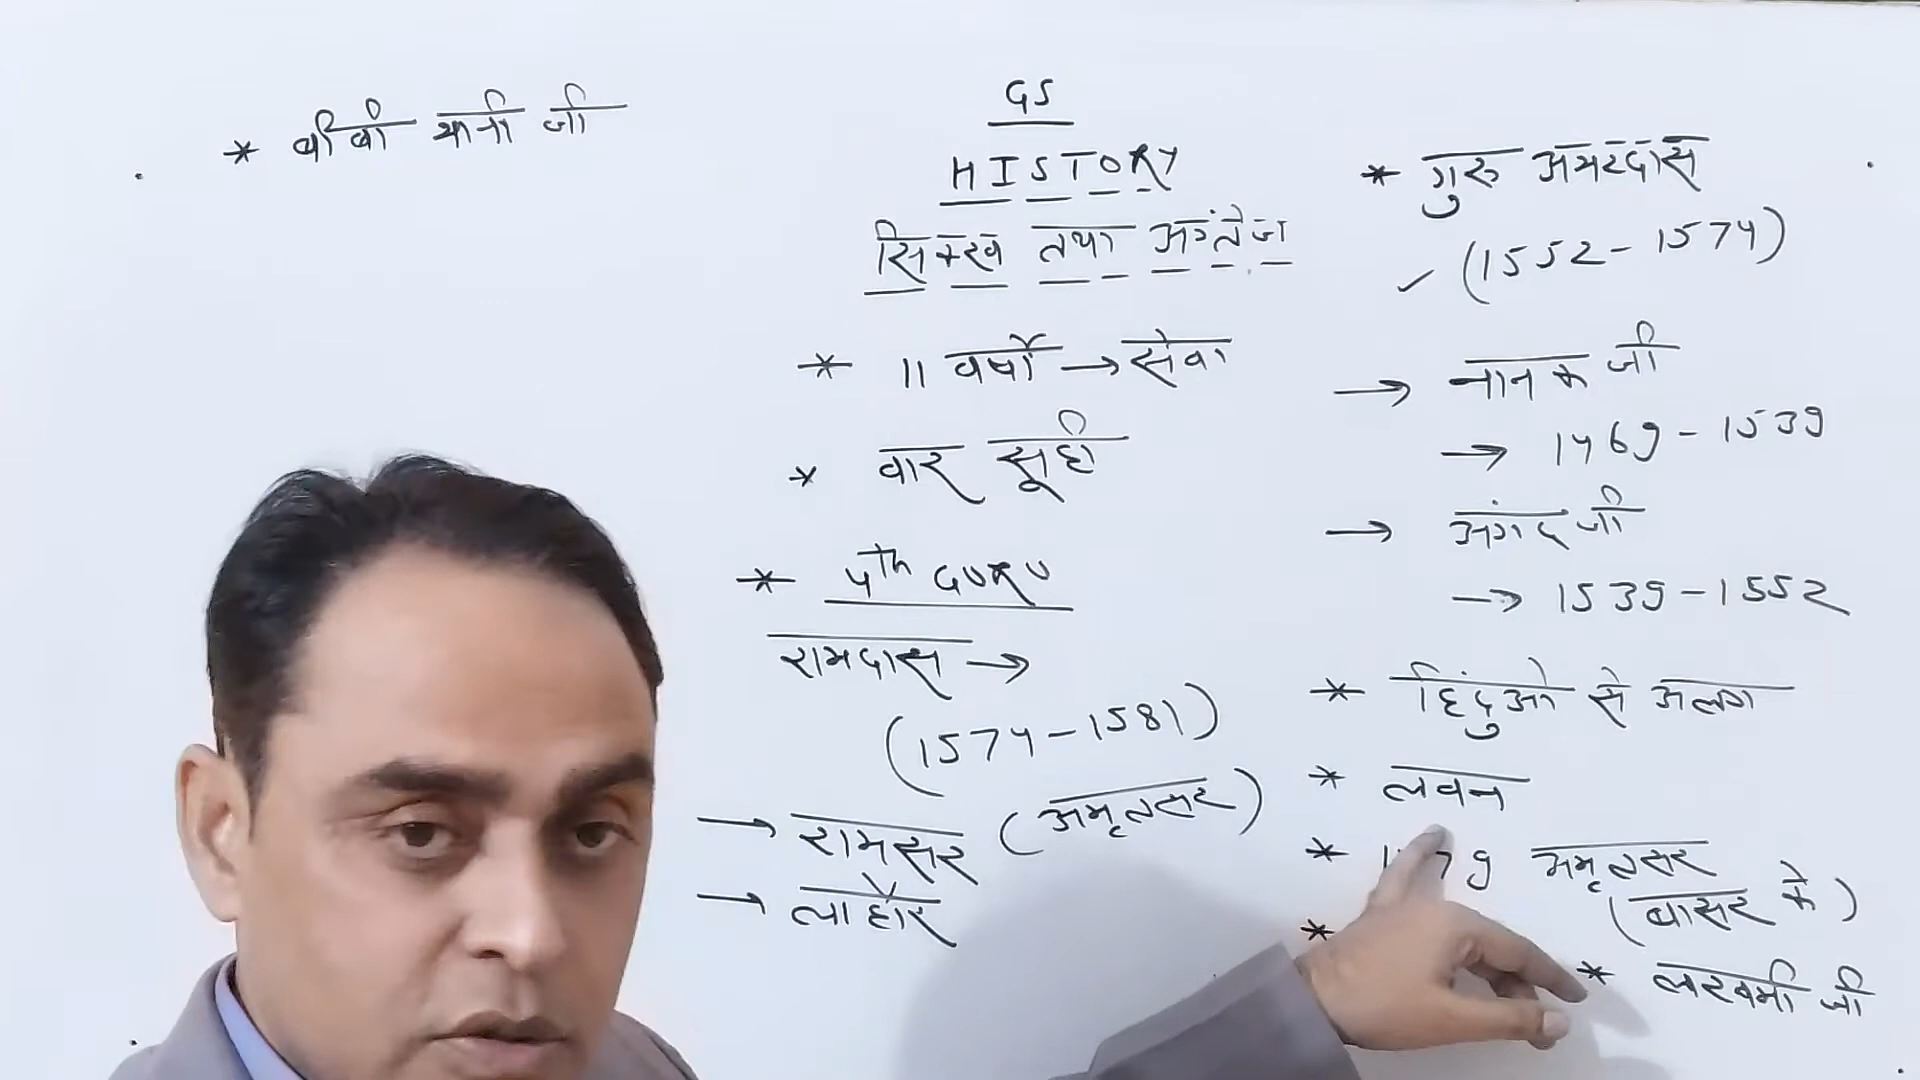 * बीबी भानी जी
GS
HISTORY
सिक्ख तथा अंग्रेज
* 11 वर्षों → सेवा
* वार सूही
* 4th GURU
रामदास →
(1574-1581)
→ रामसर (अमृतसर)
→ लाहौर
* गुरु अमरदास
✓ (1552-1574)
→ नानक जी
→ 1469-1539
→ अंगद जी
→ 1539-1552
* हिंदुओ से अलग
* लवन
* 79 अमृतसर
(बासर के)
*
* लखमी जी